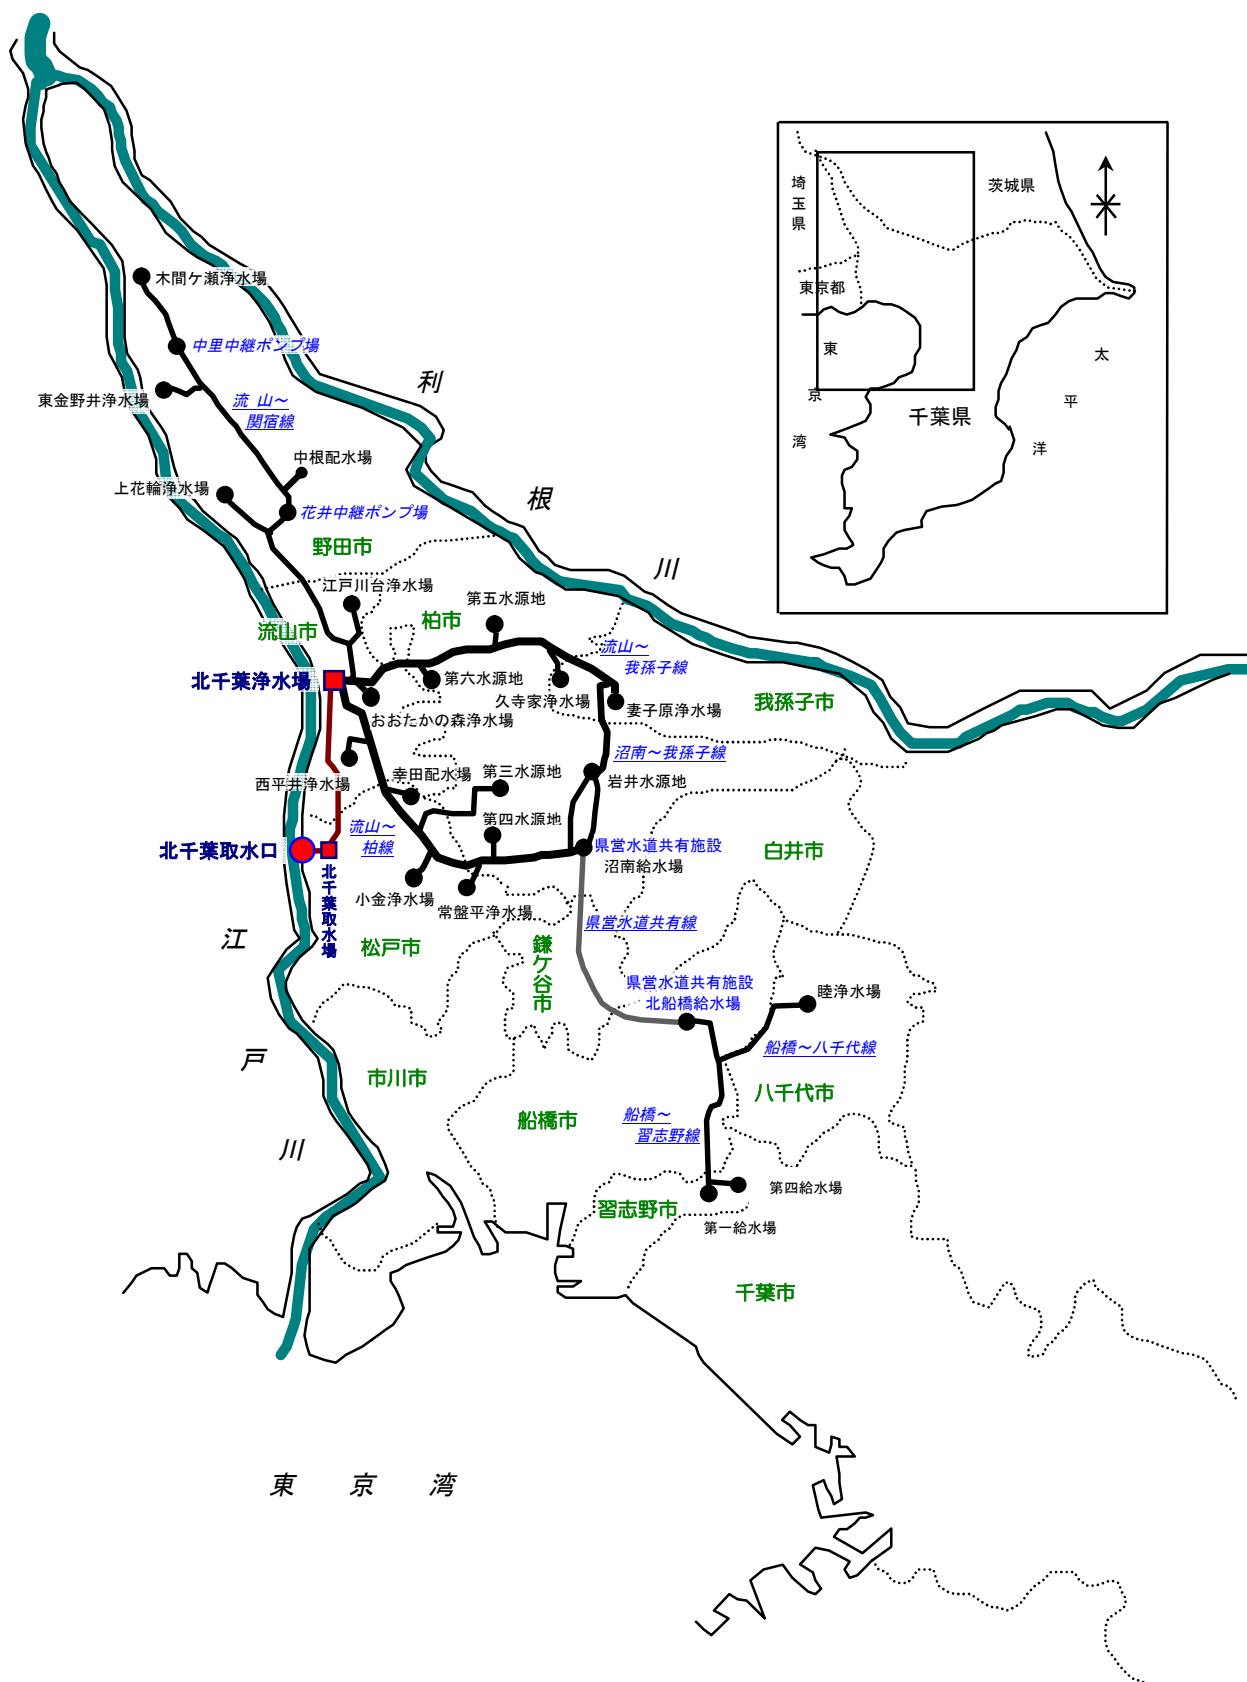 埼玉県
茨城県
東京都
東京湾
千葉県
太平洋
木間ケ瀬浄水場
中里中継ポンプ場
東金野井浄水場
流 山～
関宿線
利根川
中根配水場
上花輪浄水場
花井中継ポンプ場
野田市
江戸川台浄水場
第五水源地
柏市
流山市
流山～
我孫子線
北千葉浄水場
第六水源地
久寺家浄水場
妻子原浄水場
我孫子市
おおたかの森浄水場
沼南～我孫子線
西平井浄水場
幸田配水場
第三水源地
岩井水源地
流山～
柏線
第四水源地
北千葉取水口
県営水道共有施設
沼南給水場
白井市
北千葉取水場
小金浄水場
常盤平浄水場
県営水道共有線
江戸川
松戸市
鎌ケ谷市
県営水道共有施設
北船橋給水場
睦浄水場
船橋～八千代線
市川市
八千代市
船橋市
船橋～
習志野線
第四給水場
習志野市
第一給水場
千葉市
東京湾